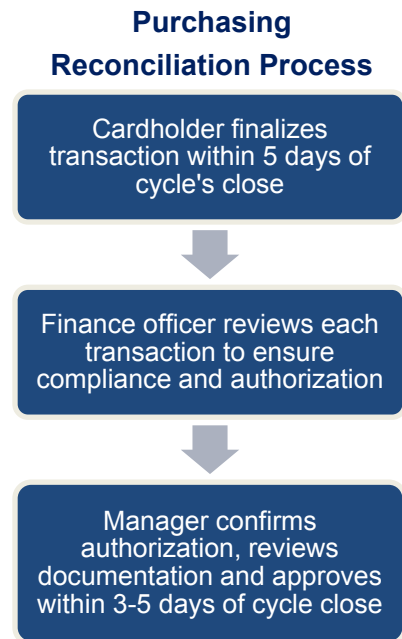 Purchasing
Reconciliation Process
Cardholder finalizes
transaction within 5 days of
cycle's close
Finance officer reviews each
transaction to ensure
compliance and authorization
Manager confirms
authorization, reviews
documentation and approves
within 3-5 days of cycle close